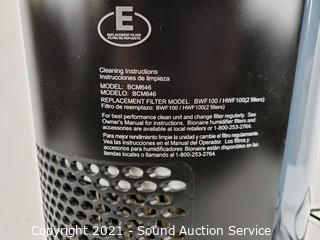 E
REPLACEMENT FILTER
FILTRO DE REPUESTO
Cleaning Instructions
Instrucciones de limpieza
MODEL: BCM646
MODELO: BCM646
REPLACEMENT FILTER MODEL: BWF100 / HWF100(2 filters)
Filtro de reemplazo: BWF100 / HWF100(2 filters)
For best performance clean unit and change filter regularly. See
Owner's Manual for instructions. Bionaire humidifier filters and
accessories are available at local retailers or 1-800-253-2764.
Para mejor rendimiento limpie la unidad y cambie el filtro regularmente.
Vea las instrucciones en el Manual del Operador. Los filtros y
accesorios para humidificadores Bionaire están disponibles en las
tiendas locales o llamando al 1-800-253-2764.
Copyright 2021 - Sound Auction Service